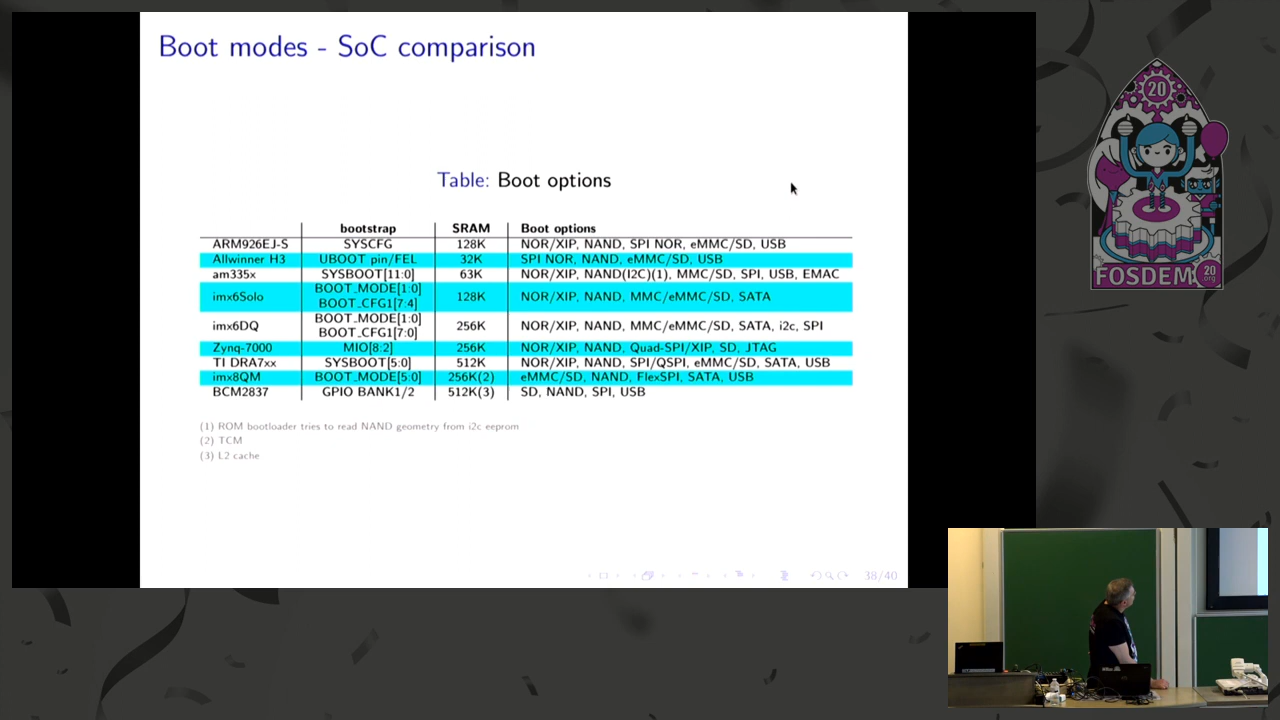 Boot modes - SoC comparison
Table: Boot options
bootstrap SRAM Boot options
ARM926EJ-S SYSCFG 128K NOR/XIP, NAND, SPI NOR, eMMC/SD, USB
Allwinner H3 UBOOT pin/FEL 32K SPI NOR, NAND, eMMC/SD, USB
am335x SYSBOOT[11:0] 63K NOR/XIP, NAND(I2C)(1), MMC/SD, SPI, USB, EMAC
imx6Solo BOOT_MODE[1:0] BOOT_CFG1[7:4] 128K NOR/XIP, NAND, MMC/eMMC/SD, SATA
imx6DQ BOOT_MODE[1:0] BOOT_CFG1[7:0] 256K NOR/XIP, NAND, MMC/eMMC/SD, SATA, i2c, SPI
Zynq-7000 MIO[8:2] 256K NOR/XIP, NAND, Quad-SPI/XIP, SD, JTAG
TI DRA7xx SYSBOOT[5:0] 512K NOR/XIP, NAND, SPI/QSPI, eMMC/SD, SATA, USB
imx8QM BOOT_MODE[5:0] 256K(2) eMMC/SD, NAND, FlexSPI, SATA, USB
BCM2837 GPIO BANK1/2 512K(3) SD, NAND, SPI, USB
(1) ROM bootloader tries to read NAND geometry from i2c eeprom
(2) TCM
(3) L2 cache
38/40
20
FOSDEM 20 .org